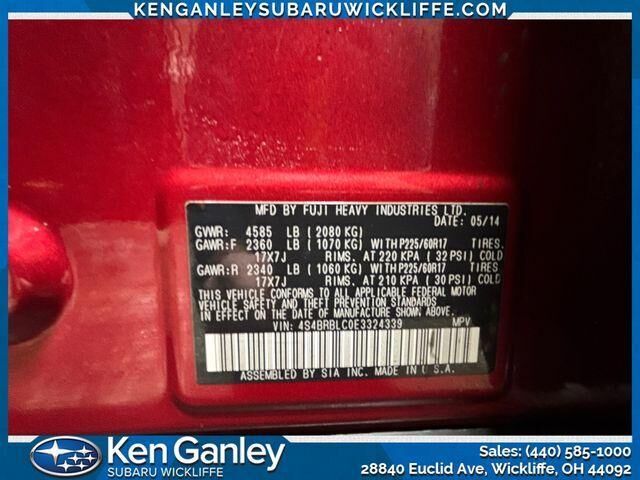 KENGANLEYSUBARUWICKLIFFE.COM
MFD BY FUJI HEAVY INDUSTRIES LTD.
DATE: 05/14
GVWR: 4585 LB (2080 KG)
GAWR:F 2360 LB (1070 KG) WITH P225/60R17 TIRES.
17X7J RIMS. AT 220 KPA (32 PSI) COLD
GAWR:R 2340 LB (1060 KG) WITH P225/60R17 TIRES.
17X7J RIMS. AT 210 KPA (30 PSI) COLD
THIS VEHICLE CONFORMS TO ALL APPLICABLE FEDERAL MOTOR
VEHICLE SAFETY, BUMPER, AND THEFT PREVENTION STANDARDS
IN EFFECT ON THE DATE OF MANUFACTURE SHOWN ABOVE.
VIN: 4S4BRBLC0E3324339 MPV
ASSEMBLED BY SIA INC. MADE IN U.S.A.
Ken Ganley
SUBARU WICKLIFFE
Sales: (440) 585-1000
28840 Euclid Ave, Wickliffe, OH 44092